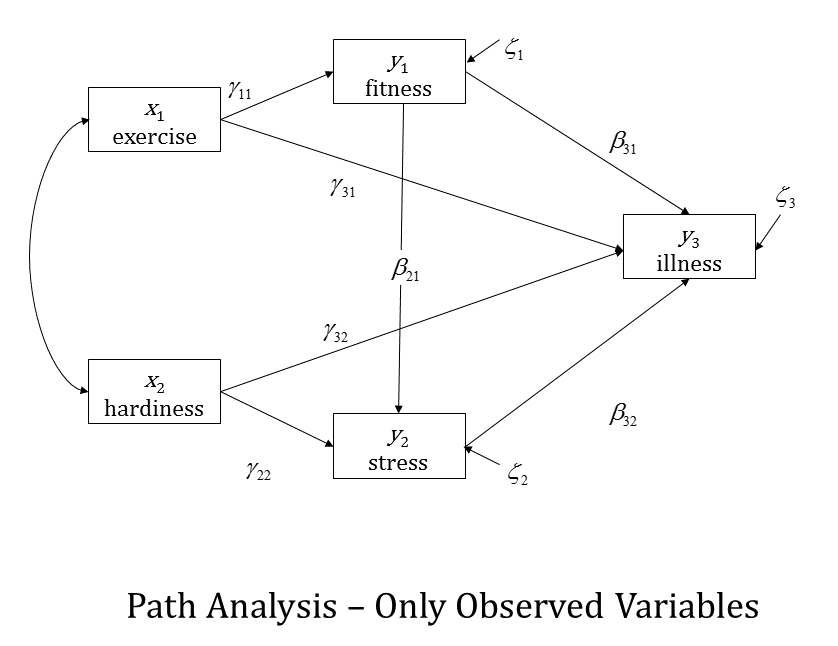 y₁
fitness
ζ₁
γ₁₁
x₁
exercise
β₃₁
γ₃₁
ζ₃
y₃
illness
β₂₁
γ₃₂
x₂
hardiness
β₃₂
y₂
stress
γ₂₂
ζ₂
Path Analysis – Only Observed Variables